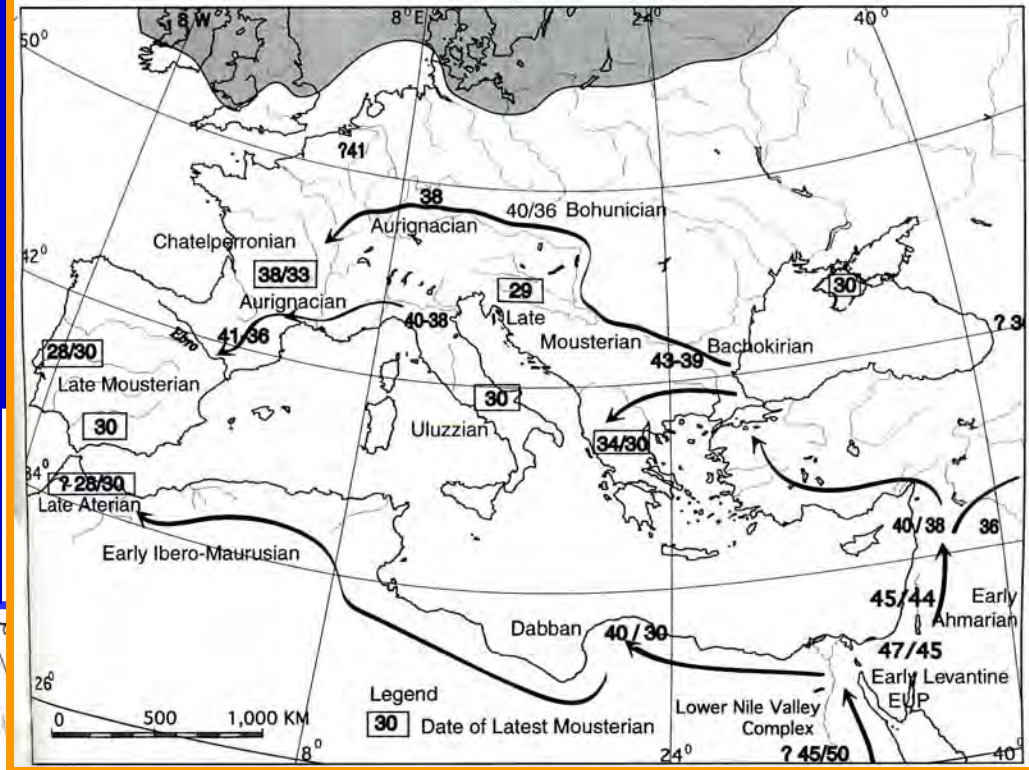 8 W
8° E
24°
40°
50°
?41
38
40/36 Bohunician
Aurignacian
Chatelperronian
42°
38/33
29
30
Aurignacian
40-38
Late
Ebro
41-36
Mousterian
Bachokirian
28/30
43-39
Late Mousterian
30
30
Uluzzian
34/30
34°
? 28/30
Late Aterian
40 / 38
36
Early Ibero-Maurusian
45/44
Early
Ahmarian
Dabban
40 / 30
47/45
Early Levantine
EUP
26°
Legend
0 500 1,000 KM
30 Date of Latest Mousterian
Lower Nile Valley
Complex
8°
24°
? 45/50
40°